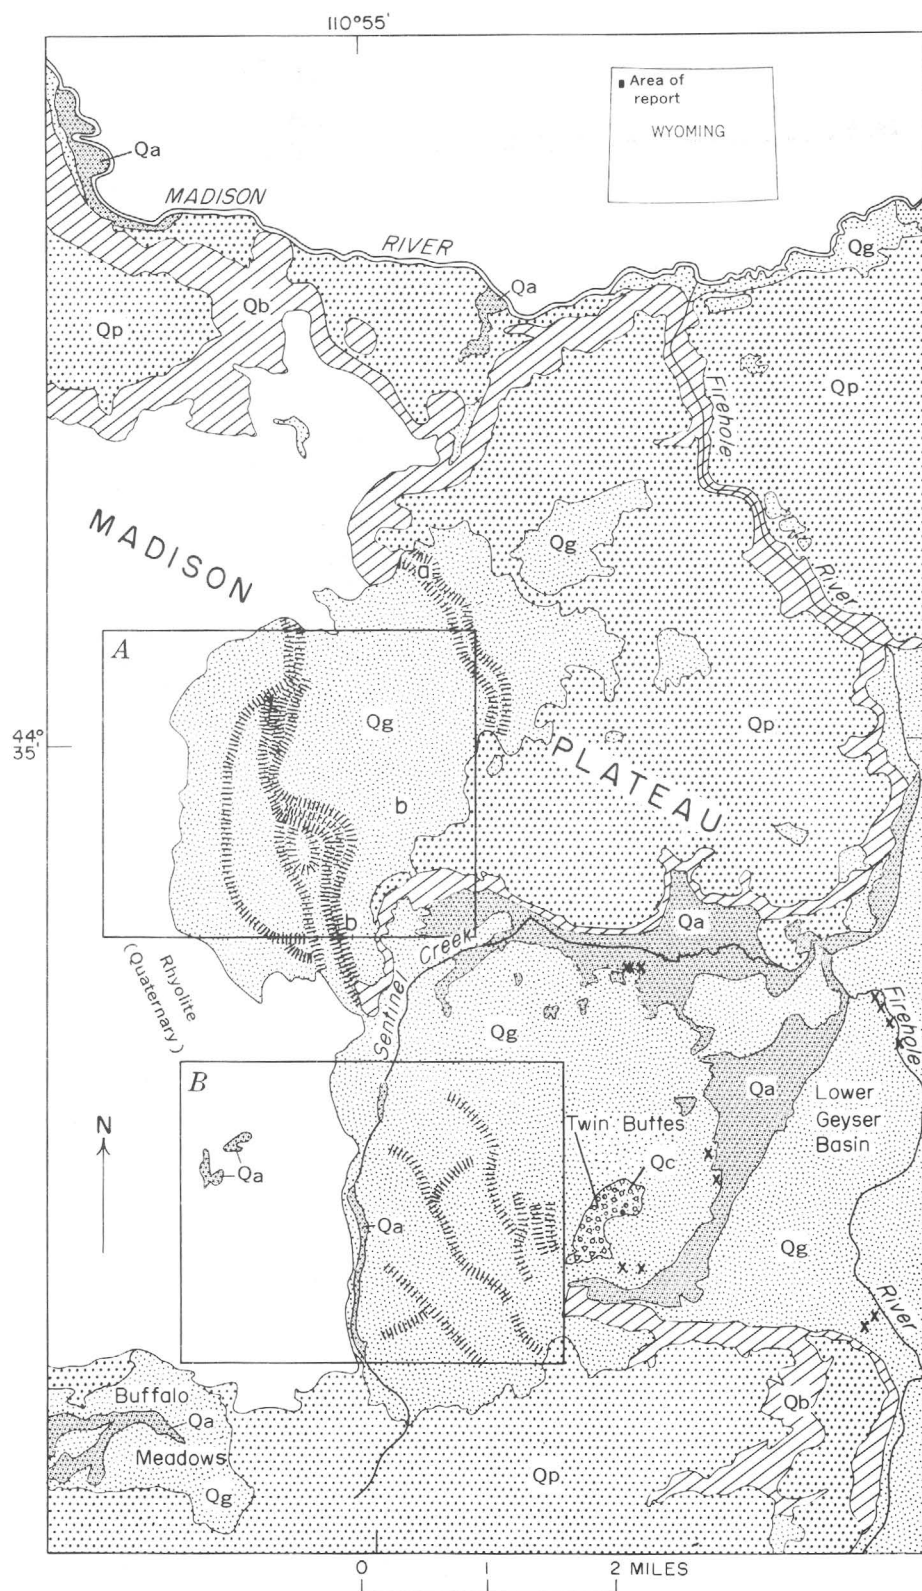 110°55'
Area of
report
WYOMING
Qa
MADISON
RIVER
Qg
Qa
Qb
Qp
Firehole
Qp
MADISON
Qg
a
River
A
Qg
Qp
44°
35'
PLATEAU
b
b
Qa
Creek
Rhyolite
(Quaternary)
Sentinel
Qg
Firehole
B
Qa
Lower
Geyser
Basin
N
Twin Buttes
Qc
Qa
Qa
Qg
River
Buffalo
Qa
Meadows
Qg
Qb
Qp
0 1 2 MILES